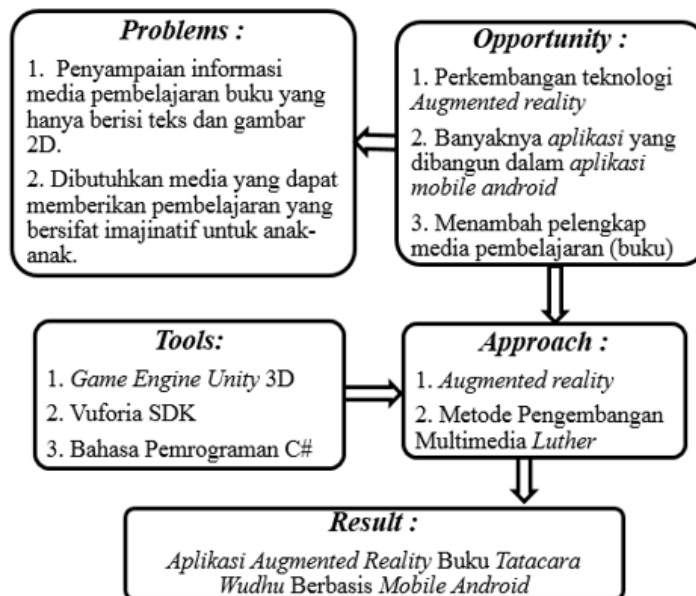 Problems :
1. Penyampaian informasi
media pembelajaran buku yang
hanya berisi teks dan gambar
2D.
2. Dibutuhkan media yang dapat
memberikan pembelajaran yang
bersifat imajinatif untuk anak-
anak.
Opportunity :
1. Perkembangan teknologi
Augmented reality
2. Banyaknya aplikasi yang
dibangun dalam aplikasi
mobile android
3. Menambah pelengkap
media pembelajaran (buku)
Tools:
1. Game Engine Unity 3D
2. Vuforia SDK
3. Bahasa Pemrograman C#
Approach :
1. Augmented reality
2. Metode Pengembangan
Multimedia Luther
Result :
Aplikasi Augmented Reality Buku Tatacara
Wudhu Berbasis Mobile Android